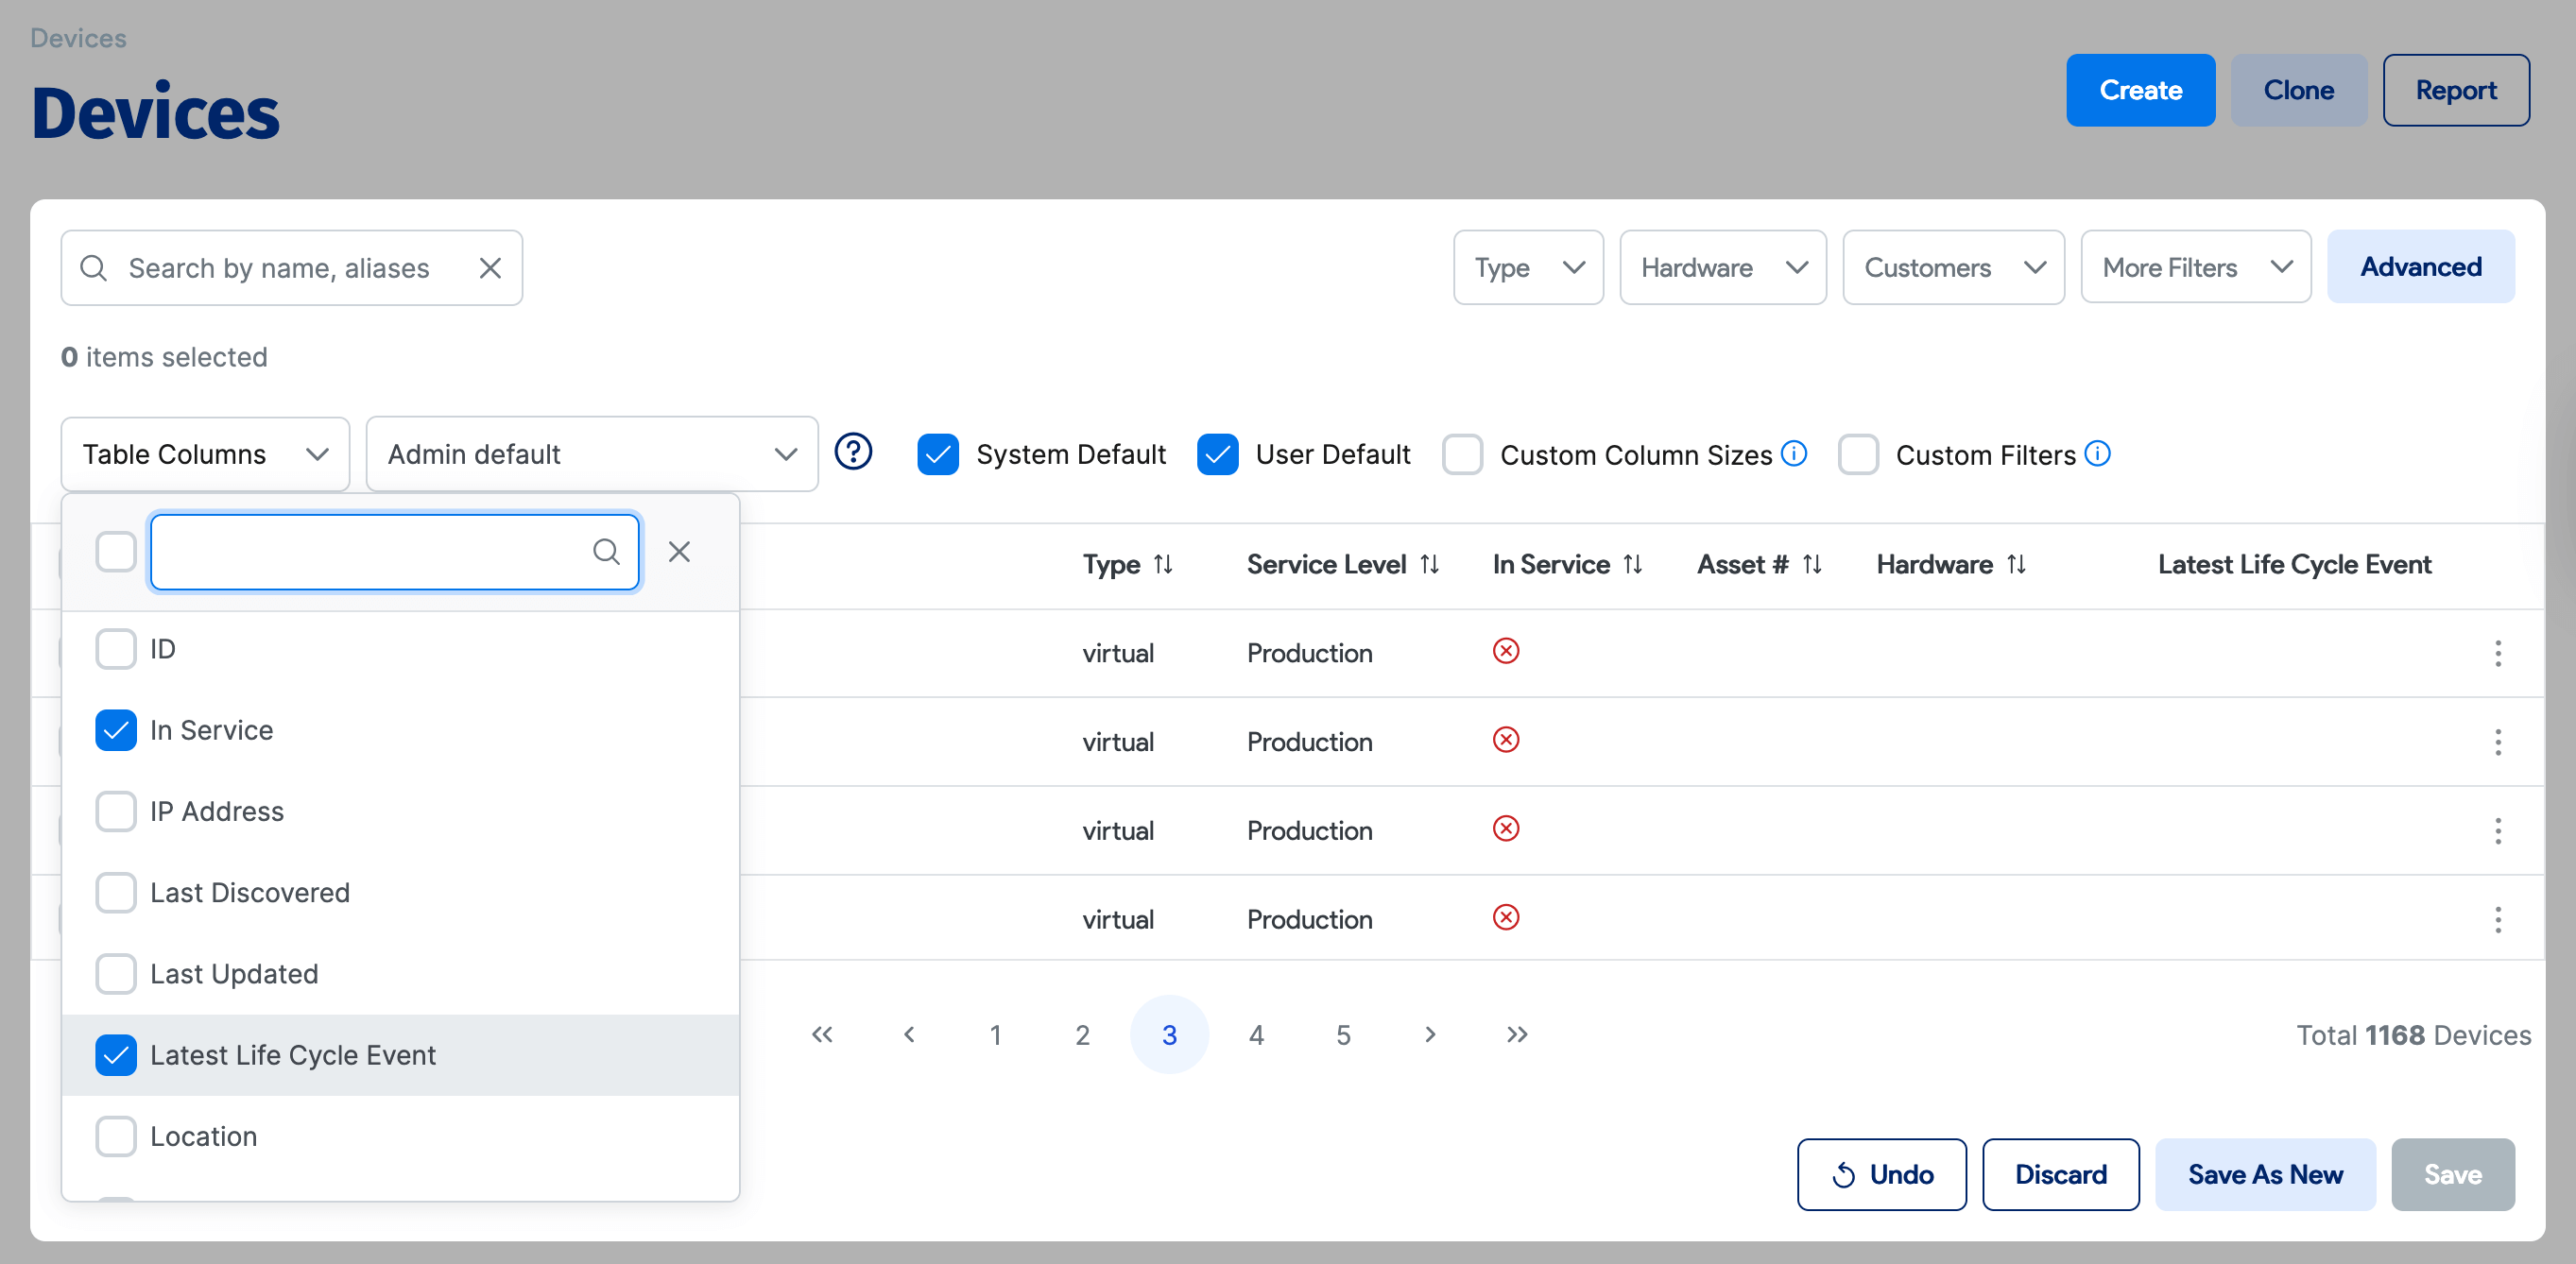 Devices
Devices
Create
Clone
Report
Search by name, aliases
Type
Hardware
Customers
More Filters
Advanced
0 items selected
Table Columns
Admin default
System Default
User Default
Custom Column Sizes
Custom Filters
Type
Service Level
In Service
Asset #
Hardware
Latest Life Cycle Event
ID
In Service
IP Address
Last Discovered
Last Updated
Latest Life Cycle Event
Location
virtual Production
virtual Production
virtual Production
virtual Production
1 2 3 4 5
Total 1168 Devices
Undo
Discard
Save As New
Save